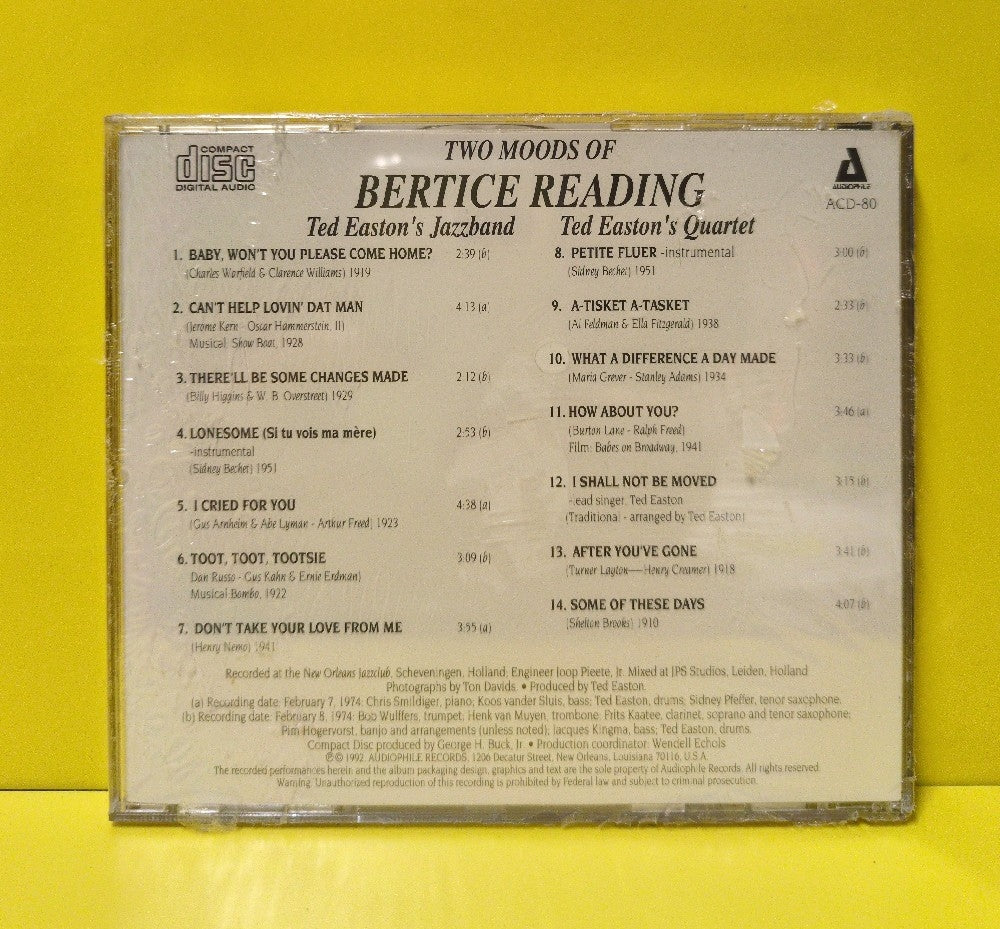 COMPACT
disc
DIGITAL AUDIO
TWO MOODS OF
BERTICE READING
Ted Easton's Jazzband
Ted Easton's Quartet
AUDIOPHILE
ACD-80
1. BABY, WON'T YOU PLEASE COME HOME? 2:39 (b)
(Charles Warfield & Clarence Williams) 1919
2. CAN'T HELP LOVIN' DAT MAN 4:13 (a)
(Jerome Kern - Oscar Hammerstein, II)
Musical: Show Boat, 1928
3. THERE'LL BE SOME CHANGES MADE 2:12 (b)
(Billy Higgins & W. B. Overstreet) 1929
4. LONESOME (Si tu vois ma mère) 2:53 (b)
-instrumental
(Sidney Bechet) 1951
5. I CRIED FOR YOU 4:38 (a)
(Gus Arnheim & Abe Lyman - Arthur Freed) 1923
6. TOOT, TOOT, TOOTSIE 3:09 (b)
Dan Russo - Gus Kahn & Ernie Erdman)
Musical: Bombo, 1922
7. DON'T TAKE YOUR LOVE FROM ME 3:55 (a)
(Henry Nemo) 1941
8. PETITE FLUER -instrumental 3:00 (b)
(Sidney Bechet) 1951
9. A-TISKET A-TASKET 2:33 (b)
(Al Feldman & Ella Fitzgerald) 1938
10. WHAT A DIFFERENCE A DAY MADE 3:33 (b)
(Maria Grever - Stanley Adams) 1934
11. HOW ABOUT YOU? 3:46 (a)
(Burton Lane - Ralph Freed)
Film: Babes on Broadway, 1941
12. I SHALL NOT BE MOVED 3:15 (b)
-lead singer, Ted Easton
(Traditional - arranged by Ted Easton)
13. AFTER YOU'VE GONE 3:41 (b)
(Turner Layton—Henry Creamer) 1918
14. SOME OF THESE DAYS 4:07 (b)
(Shelton Brooks) 1910
Recorded at the New Orleans Jazzclub, Scheveningen, Holland; Engineer Joop Pieete, Jr. Mixed at JPS Studios, Leiden, Holland
Photographs by Ton Davids. • Produced by Ted Easton.
(a) Recording date: February 7, 1974: Chris Smildiger, piano; Koos vander Sluis, bass; Ted Easton, drums, Sidney Pfeffer, tenor saxophone;
(b) Recording date: February 8, 1974: Bob Wulffers, trumpet; Henk van Muyen, trombone; Frits Kaatee, clarinet, soprano and tenor saxophone;
Pim Hogervorst, banjo and arrangements (unless noted); Jacques Kingma, bass; Ted Easton, drums.
Compact Disc produced by George H. Buck, Jr. • Production coordinator: Wendell Echols
℗© 1992, AUDIOPHILE RECORDS, 1206 Decatur Street, New Orleans, Louisiana 70116, U.S.A.
The recorded performances herein and the album packaging design, graphics and text are the sole property of Audiophile Records. All rights reserved.
Warning: Unauthorized reproduction of this recording is prohibited by Federal law and subject to criminal prosecution.